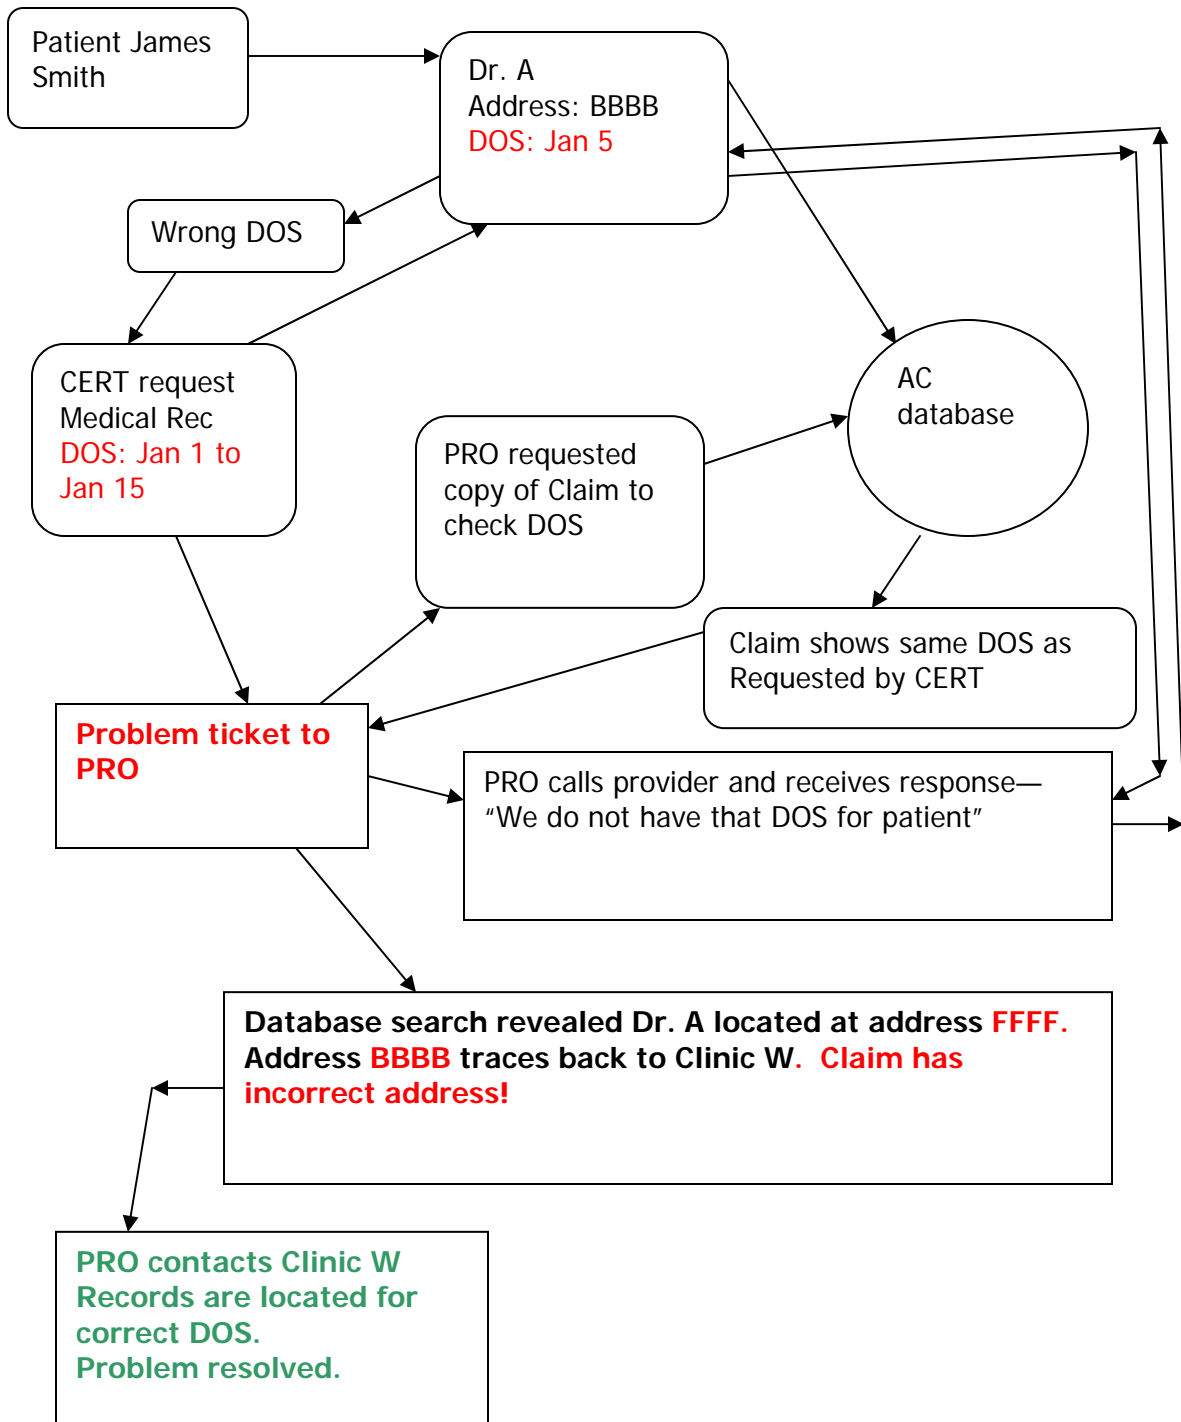 Patient James
Smith
Dr. A
Address: BBBB
DOS: Jan 5
Wrong DOS
CERT request
Medical Rec
DOS: Jan 1 to
Jan 15
AC
database
PRO requested
copy of Claim to
check DOS
Claim shows same DOS as
Requested by CERT
Problem ticket to
PRO
PRO calls provider and receives response—
“We do not have that DOS for patient”
Database search revealed Dr. A located at address FFFF.
Address BBBB traces back to Clinic W.  Claim has
incorrect address!
PRO contacts Clinic W
Records are located for
correct DOS.
Problem resolved.